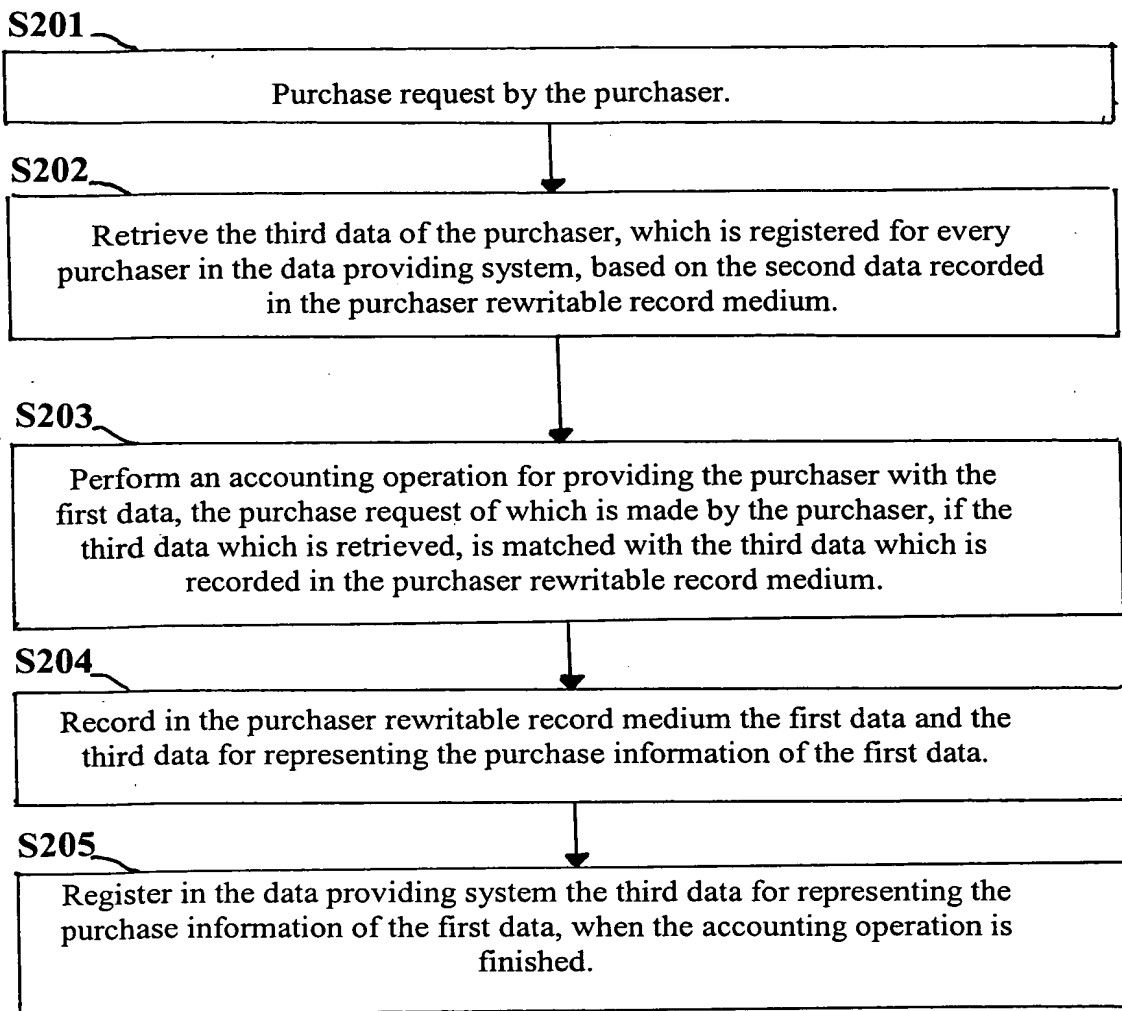 S201
Purchase request by the purchaser.
S202
Retrieve the third data of the purchaser, which is registered for every
purchaser in the data providing system, based on the second data recorded
in the purchaser rewritable record medium.
S203
Perform an accounting operation for providing the purchaser with the
first data, the purchase request of which is made by the purchaser, if the
third data which is retrieved, is matched with the third data which is
recorded in the purchaser rewritable record medium.
S204
Record in the purchaser rewritable record medium the first data and the
third data for representing the purchase information of the first data.
S205
Register in the data providing system the third data for representing the
purchase information of the first data, when the accounting operation is
finished.